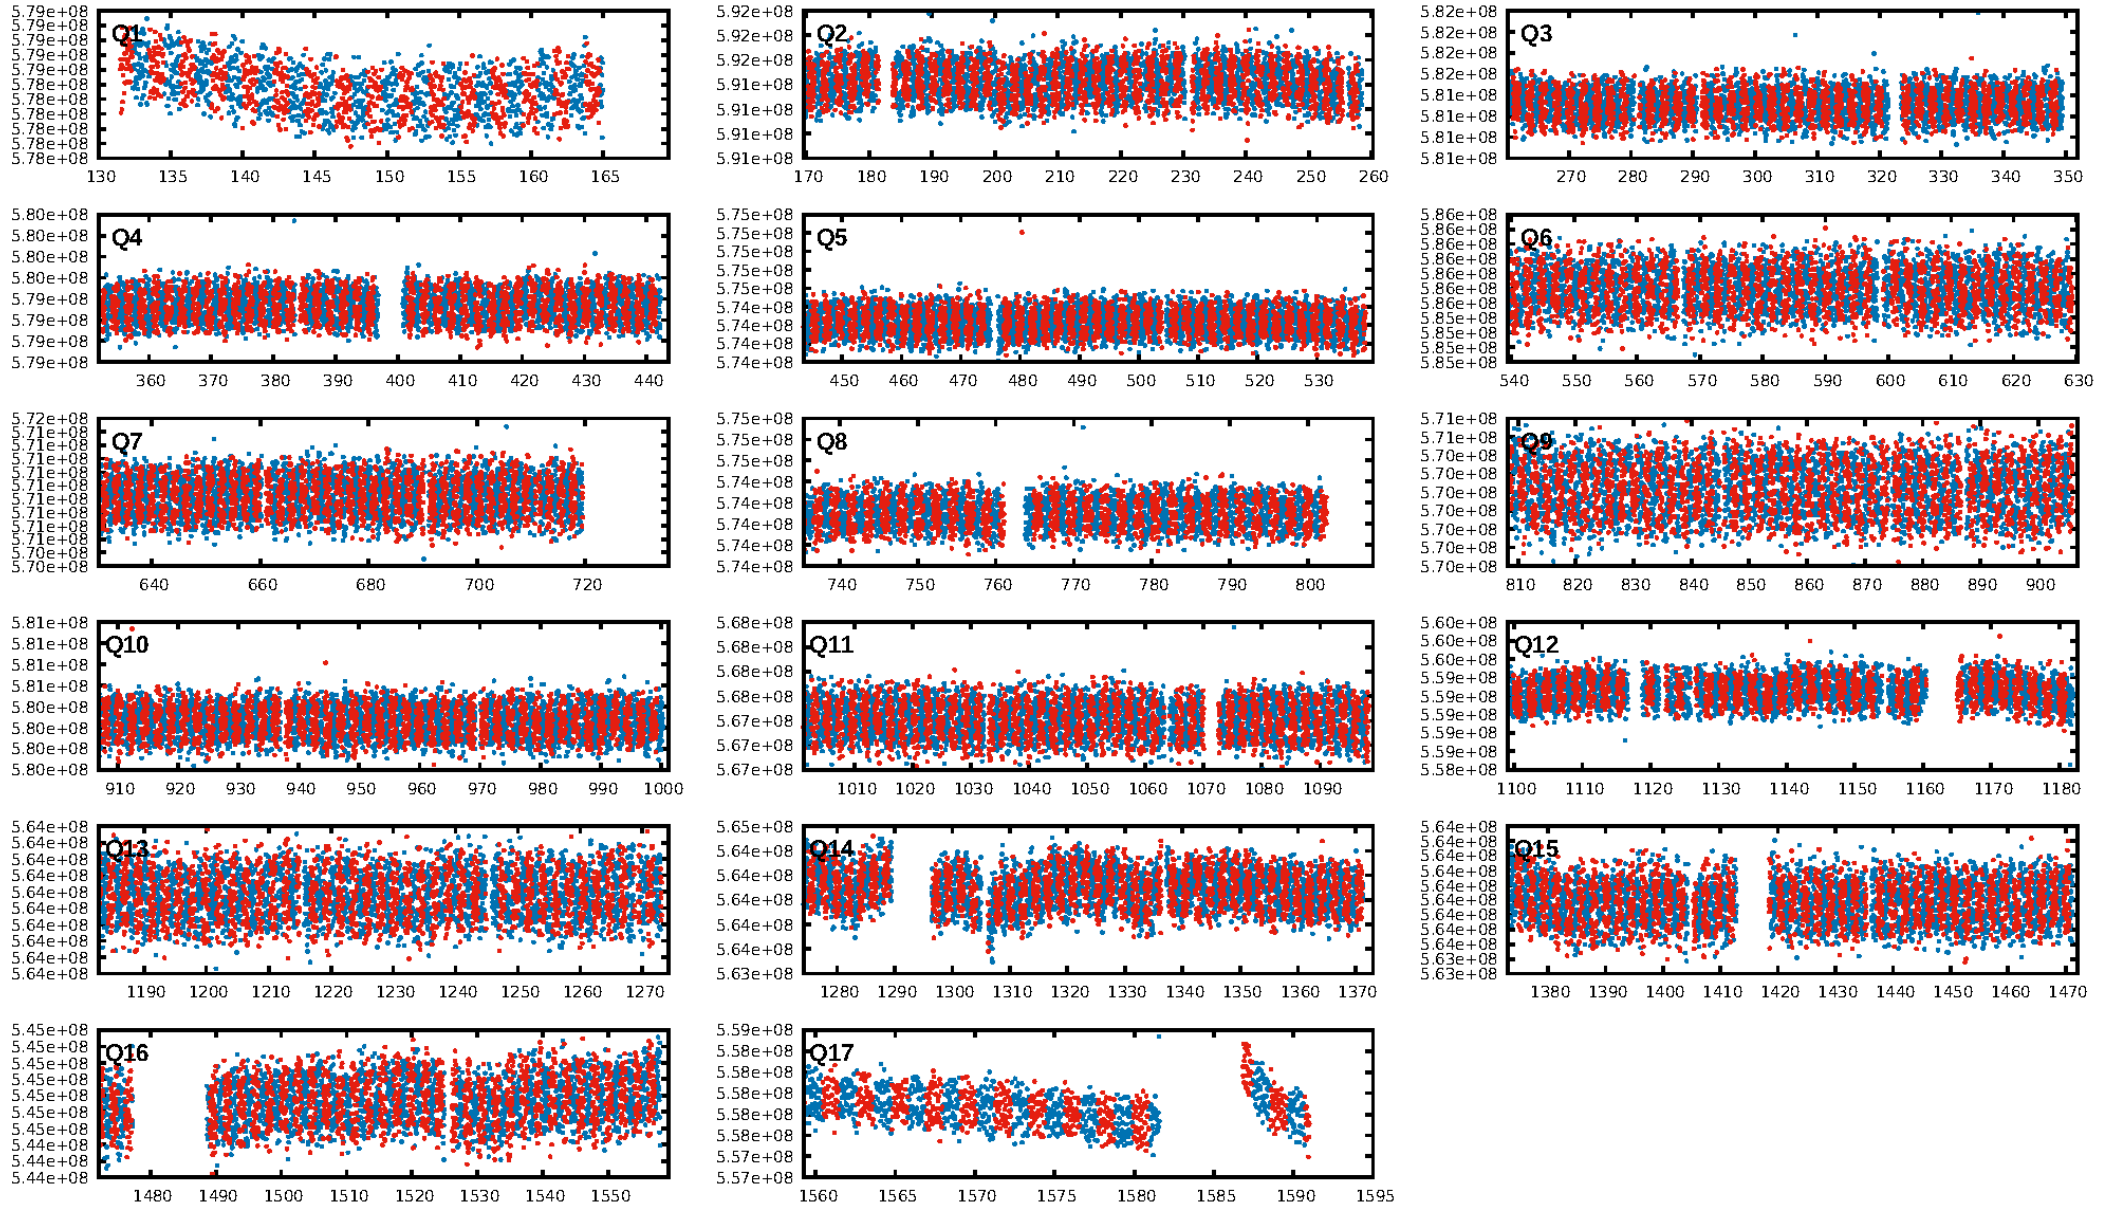 Q1
5.79e+08
5.79e+08
5.79e+08
5.79e+08
5.79e+08
5.78e+08
5.78e+08
5.78e+08
5.78e+08
5.78e+08
5.78e+08
130 135 140 145 150 155 160 165
Q2
5.92e+08
5.92e+08
5.92e+08
5.91e+08
5.91e+08
5.91e+08
5.91e+08
170 180 190 200 210 220 230 240 250 260
Q3
5.82e+08
5.82e+08
5.82e+08
5.82e+08
5.81e+08
5.81e+08
5.81e+08
5.81e+08
270 280 290 300 310 320 330 340 350
Q4
5.80e+08
5.80e+08
5.80e+08
5.80e+08
5.79e+08
5.79e+08
5.79e+08
5.79e+08
360 370 380 390 400 410 420 430 440
Q5
5.75e+08
5.75e+08
5.75e+08
5.75e+08
5.75e+08
5.74e+08
5.74e+08
5.74e+08
5.74e+08
450 460 470 480 490 500 510 520 530
Q6
5.86e+08
5.86e+08
5.86e+08
5.86e+08
5.86e+08
5.86e+08
5.86e+08
5.85e+08
5.85e+08
5.85e+08
5.85e+08
540 550 560 570 580 590 600 610 620 630
Q7
5.72e+08
5.71e+08
5.71e+08
5.71e+08
5.71e+08
5.71e+08
5.71e+08
5.71e+08
5.71e+08
5.71e+08
5.70e+08
5.70e+08
640 660 680 700 720
Q8
5.75e+08
5.75e+08
5.75e+08
5.74e+08
5.74e+08
5.74e+08
5.74e+08
5.74e+08
740 750 760 770 780 790 800
Q9
5.71e+08
5.71e+08
5.70e+08
5.70e+08
5.70e+08
5.70e+08
5.70e+08
5.70e+08
5.70e+08
810 820 830 840 850 860 870 880 890 900
Q10
5.81e+08
5.81e+08
5.81e+08
5.81e+08
5.80e+08
5.80e+08
5.80e+08
5.80e+08
910 920 930 940 950 960 970 980 990 1000
Q11
5.68e+08
5.68e+08
5.68e+08
5.68e+08
5.67e+08
5.67e+08
5.67e+08
1010 1020 1030 1040 1050 1060 1070 1080 1090
Q12
5.60e+08
5.60e+08
5.60e+08
5.59e+08
5.59e+08
5.59e+08
5.59e+08
5.59e+08
5.58e+08
1100 1110 1120 1130 1140 1150 1160 1170 1180
Q13
5.64e+08
5.64e+08
5.64e+08
5.64e+08
5.64e+08
5.64e+08
5.64e+08
5.64e+08
5.64e+08
5.64e+08
1190 1200 1210 1220 1230 1240 1250 1260 1270
Q14
5.65e+08
5.64e+08
5.64e+08
5.64e+08
5.64e+08
5.64e+08
5.63e+08
1280 1290 1300 1310 1320 1330 1340 1350 1360 1370
Q15
5.64e+08
5.64e+08
5.64e+08
5.64e+08
5.64e+08
5.64e+08
5.64e+08
5.64e+08
5.64e+08
5.63e+08
5.63e+08
1380 1390 1400 1410 1420 1430 1440 1450 1460 1470
Q16
5.45e+08
5.45e+08
5.45e+08
5.45e+08
5.45e+08
5.45e+08
5.45e+08
5.44e+08
5.44e+08
5.44e+08
1480 1490 1500 1510 1520 1530 1540 1550
Q17
5.59e+08
5.58e+08
5.58e+08
5.58e+08
5.58e+08
5.58e+08
5.57e+08
5.57e+08
1560 1565 1570 1575 1580 1585 1590 1595